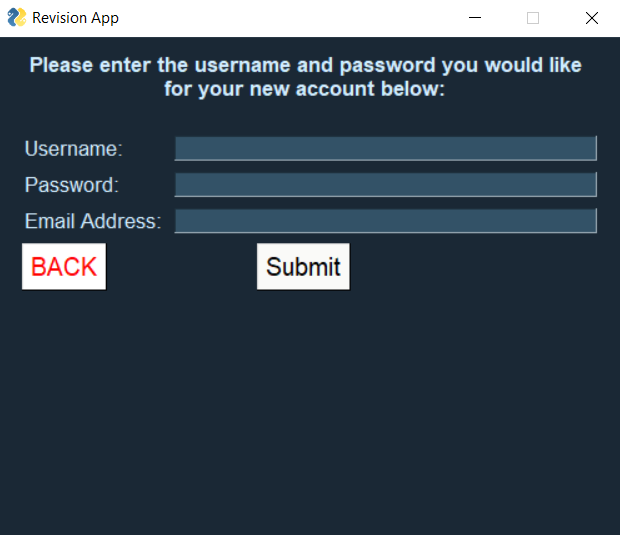 Revision App
Please enter the username and password you would like
for your new account below:
Username:
Password:
Email Address:
BACK Submit